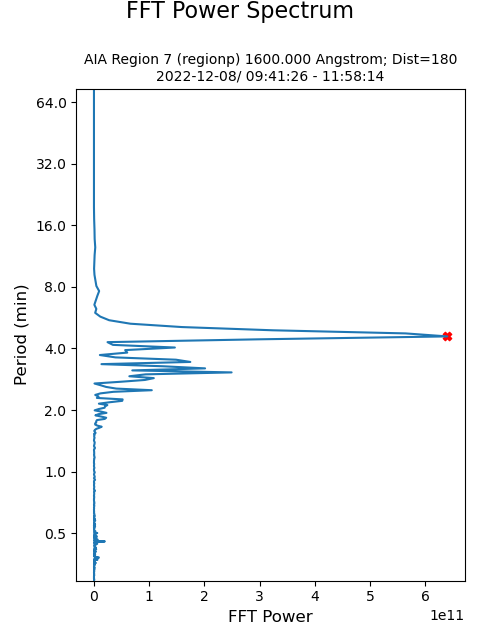 FFT Power Spectrum
AIA Region 7 (regionp) 1600.000 Angstrom; Dist=180
2022-12-08/ 09:41:26 - 11:58:14
64.0
32.0
16.0
8.0
4.0
2.0
1.0
0.5
Period (min)
0 1 2 3 4 5 6
1e11
FFT Power